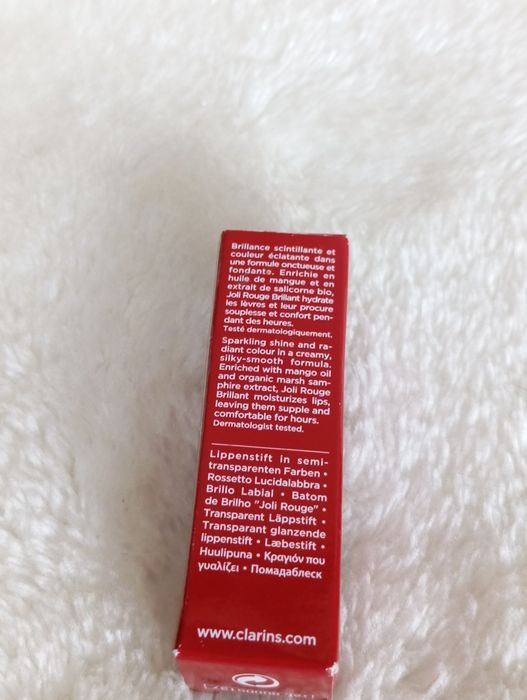 Brillance scintillante et
couleur éclatante dans
une formule onctueuse et
fondante. Enrichie en
huile de mangue et en
extrait de salicorne bio,
Joli Rouge Brillant hydrate
les lèvres et leur procure
souplesse et confort pen-
dant des heures.
Testé dermatologiquement.
Sparkling shine and ra-
diant colour in a creamy,
silky-smooth formula.
Enriched with mango oil
and organic marsh sam-
phire extract, Joli Rouge
Brillant moisturizes lips,
leaving them supple and
comfortable for hours.
Dermatologist tested.
Lippenstift in semi-
transparenten Farben •
Rossetto Lucidalabbra •
Brillo Labial • Batom
de Brilho "Joli Rouge" •
Transparent Läppstift •
Transparant glanzende
lippenstift • Læbestift •
Huulipuna • Κραγιόν που
γυαλίζει • Помадаблеск
www.clarins.com